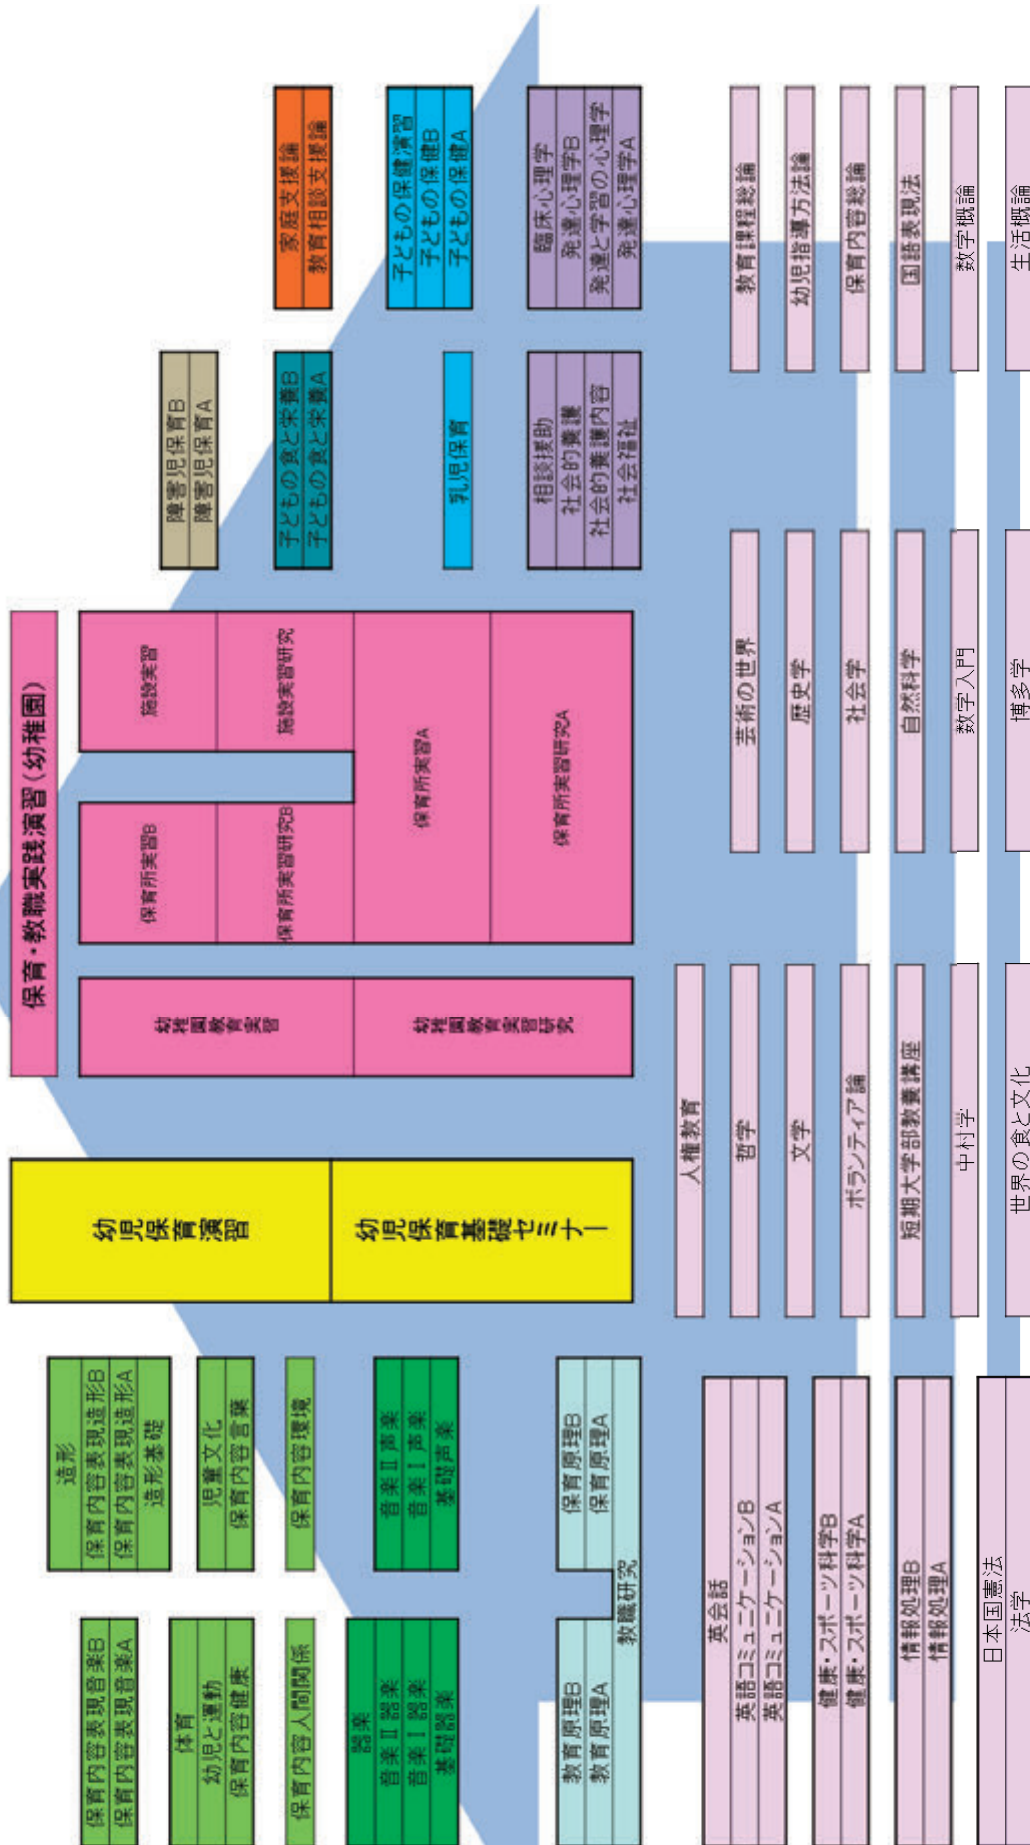 保育・教職実践演習(幼稚園)
保育内容表現音楽B
保育内容表現音楽A
体育
幼児と運動
保育内容健康
保育内容人間関係
器楽
音楽Ⅱ器楽
音楽Ⅰ器楽
基礎器楽
教育原理B
教育原理A
教職研究
造形
保育内容表現造形B
保育内容表現造形A
造形基礎
児童文化
保育内容言葉
保育内容環境
音楽Ⅱ声楽
音楽Ⅰ声楽
基礎声楽
保育原理B
保育原理A
幼児保育演習
幼児保育基礎セミナー
幼稚園教育実習
幼稚園教育実習研究
保育所実習B
保育所実習研究B
施設実習
施設実習研究
保育所実習A
保育所実習研究A
障害児保育B
障害児保育A
子どもの食と栄養B
子どもの食と栄養A
乳児保育
相談援助
社会的養護
社会的養護内容
社会福祉
家庭支援論
教育相談支援論
子どもの保健演習
子どもの保健B
子どもの保健A
臨床心理学
発達心理学B
発達と学習の心理学
発達心理学A
英会話
英語コミュニケーションB
英語コミュニケーションA
健康・スポーツ科学B
健康・スポーツ科学A
情報処理B
情報処理A
日本国憲法
法学
人権教育
哲学
文学
ボランティア論
短期大学部教養講座
中村学
世界の食と文化
芸術の世界
歴史学
社会学
自然科学
数学入門
博多学
教育課程総論
幼児指導方法論
保育内容総論
国語表現法
数学概論
生活概論